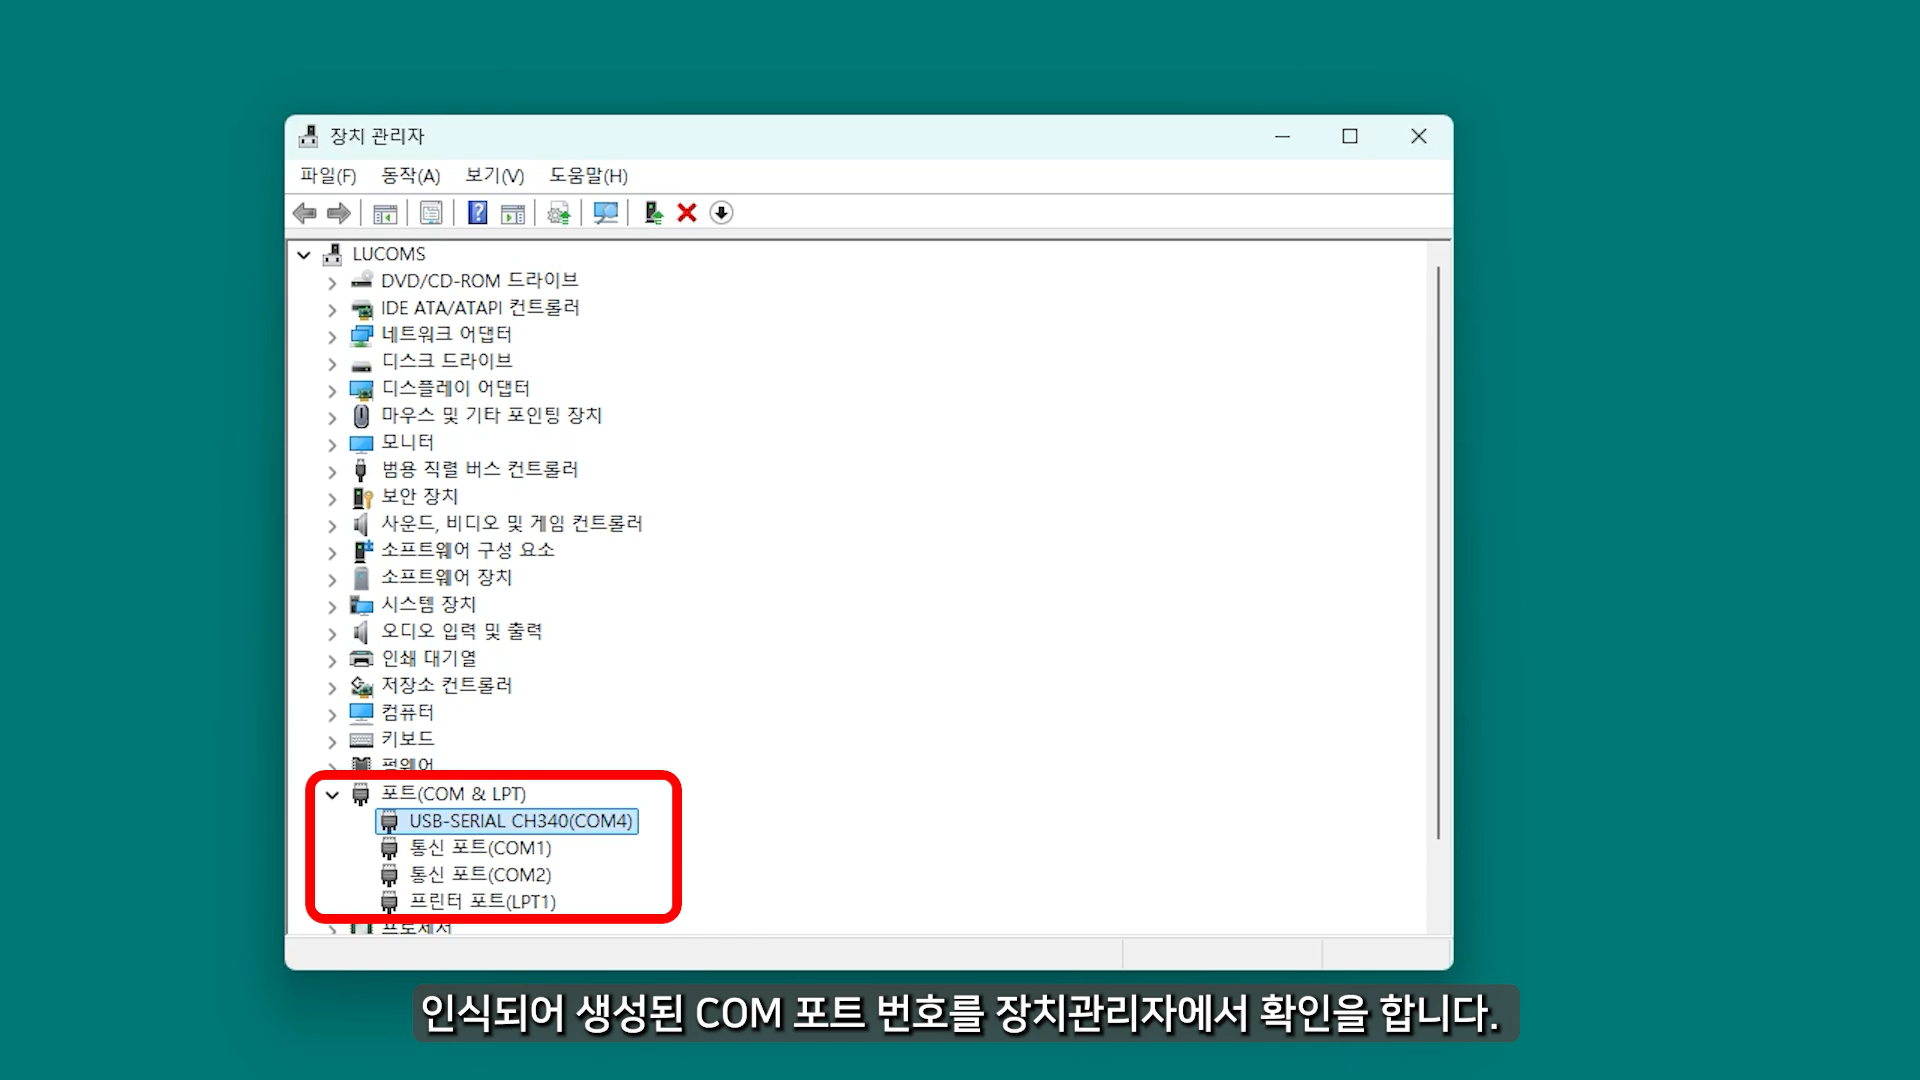 장치 관리자
파일(F) 동작(A) 보기(V) 도움말(H)
LUCOMS
DVD/CD-ROM 드라이브
IDE ATA/ATAPI 컨트롤러
네트워크 어댑터
디스크 드라이브
디스플레이 어댑터
마우스 및 기타 포인팅 장치
모니터
범용 직렬 버스 컨트롤러
보안 장치
사운드, 비디오 및 게임 컨트롤러
소프트웨어 구성 요소
소프트웨어 장치
시스템 장치
오디오 입력 및 출력
인쇄 대기열
저장소 컨트롤러
컴퓨터
키보드
펌웨어
포트(COM & LPT)
USB-SERIAL CH340(COM4)
통신 포트(COM1)
통신 포트(COM2)
프린터 포트(LPT1)
프로세서
인식되어 생성된 COM 포트 번호를 장치관리자에서 확인을 합니다.